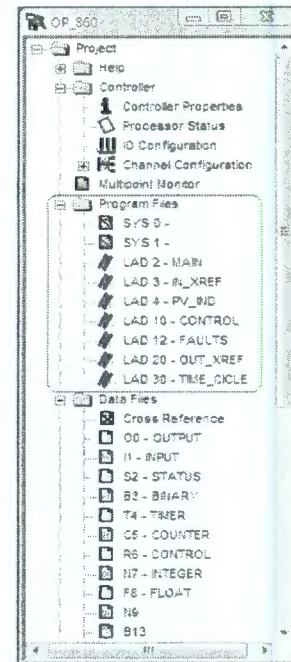 OP_360
Project
Help
Controller
Controller Properties
Processor Status
IO Configuration
Channel Configuration
Multipoint Monitor
Program Files
SYS 0 -
SYS 1 -
LAD 2 - MAIN
LAD 3 - IN_XREF
LAD 4 - PV_IND
LAD 10 - CONTROL
LAD 12 - FAULTS
LAD 20 - OUT_XREF
LAD 30 - TIME_CICLE
Data Files
Cross Reference
O0 - OUTPUT
I1 - INPUT
S2 - STATUS
B3 - BINARY
T4 - TIMER
C5 - COUNTER
R6 - CONTROL
N7 - INTEGER
F8 - FLOAT
N9
B13